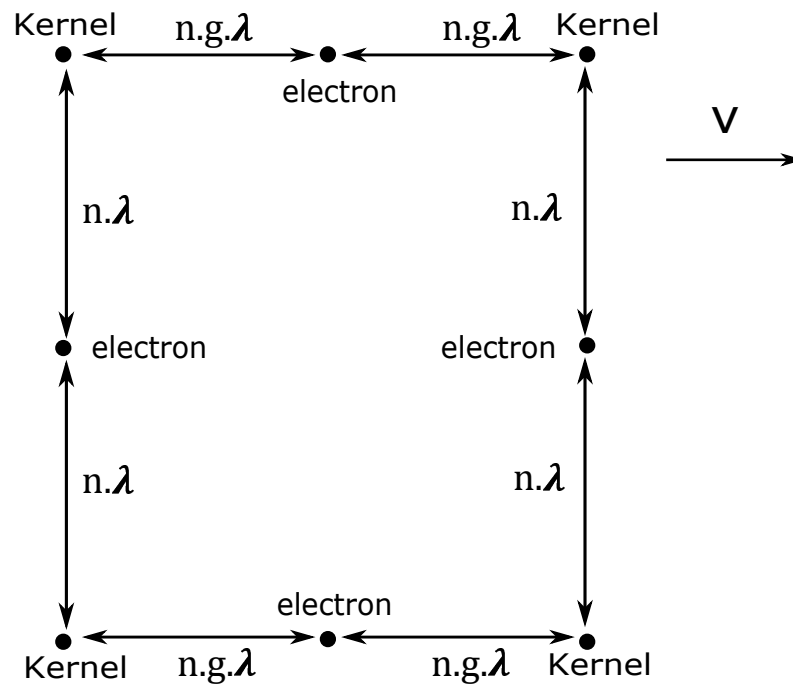 Kernel
n.g.λ
n.g.λ
Kernel
electron
V
n.λ
n.λ
electron
electron
n.λ
n.λ
electron
Kernel
n.g.λ
n.g.λ
Kernel